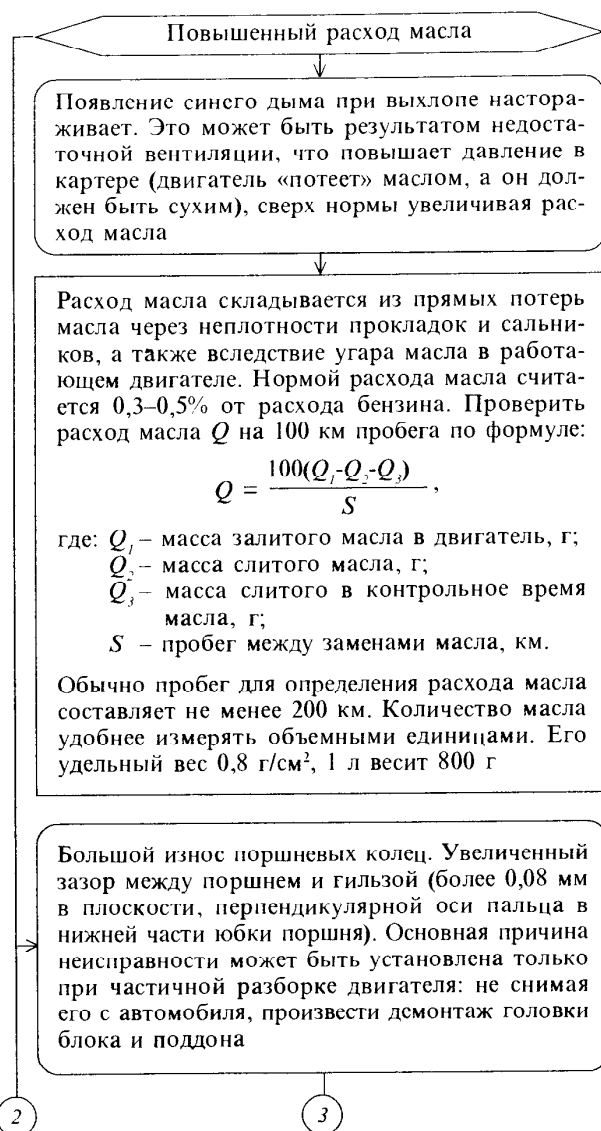 Повышенный расход масла
Появление синего дыма при выхлопе настора-
живает. Это может быть результатом недоста-
точной вентиляции, что повышает давление в
картере (двигатель «потеет» маслом, а он дол-
жен быть сухим), сверх нормы увеличивая рас-
ход масла
Расход масла складывается из прямых потерь
масла через неплотности прокладок и сальни-
ков, а также вследствие угара масла в работа-
ющем двигателе. Нормой расхода масла счита-
ется 0,3–0,5% от расхода бензина. Проверить
расход масла Q на 100 км пробега по формуле:
Q = 100(Q₁-Q₂-Q₃) / S ,
где: Q₁ – масса залитого масла в двигатель, г;
Q₂ – масса слитого масла, г;
Q₃ – масса слитого в контрольное время
масла, г;
S – пробег между заменами масла, км.
Обычно пробег для определения расхода масла
составляет не менее 200 км. Количество масла
удобнее измерять объемными единицами. Его
удельный вес 0,8 г/см², 1 л весит 800 г
Большой износ поршневых колец. Увеличенный
зазор между поршнем и гильзой (более 0,08 мм
в плоскости, перпендикулярной оси пальца в
нижней части юбки поршня). Основная причина
неисправности может быть установлена только
при частичной разборке двигателя: не снимая
его с автомобиля, произвести демонтаж головки
блока и поддона
2
3